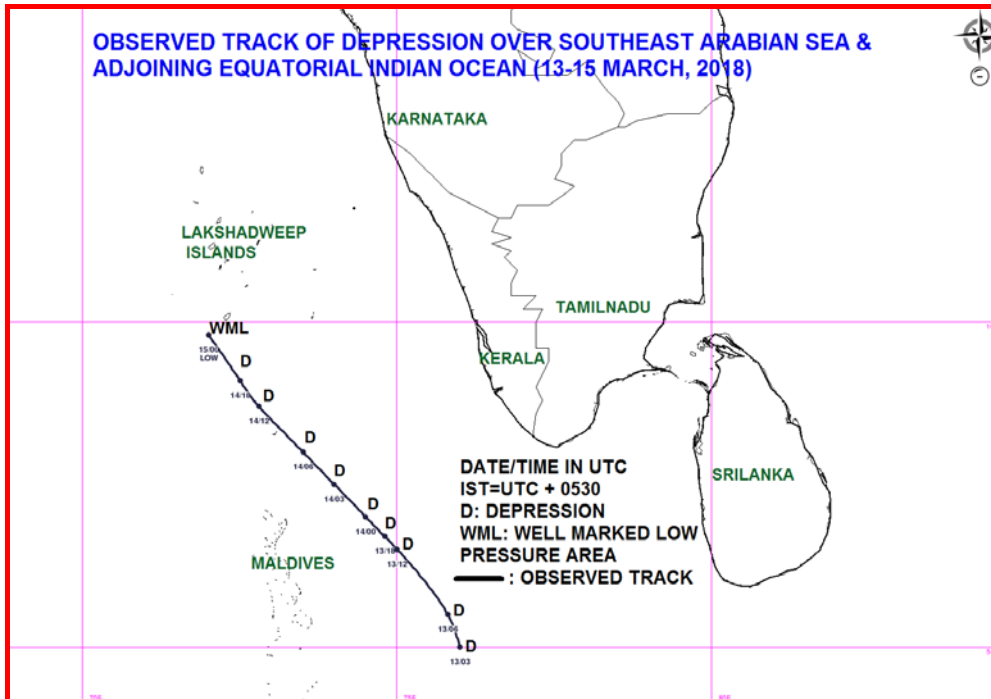 OBSERVED TRACK OF DEPRESSION OVER SOUTHEAST ARABIAN SEA &
ADJOINING EQUATORIAL INDIAN OCEAN (13-15 MARCH, 2018)
KARNATAKA
LAKSHADWEEP
ISLANDS
TAMILNADU
WML
15/00
LOW
KERALA
D
14/18
D
14/12
D
14/06
D
14/03
D
14/00
D
13/18
D
13/12
DATE/TIME IN UTC
IST=UTC + 0530
D: DEPRESSION
WML: WELL MARKED LOW
PRESSURE AREA
: OBSERVED TRACK
SRILANKA
MALDIVES
D
D
13/03
70E
75E
80E